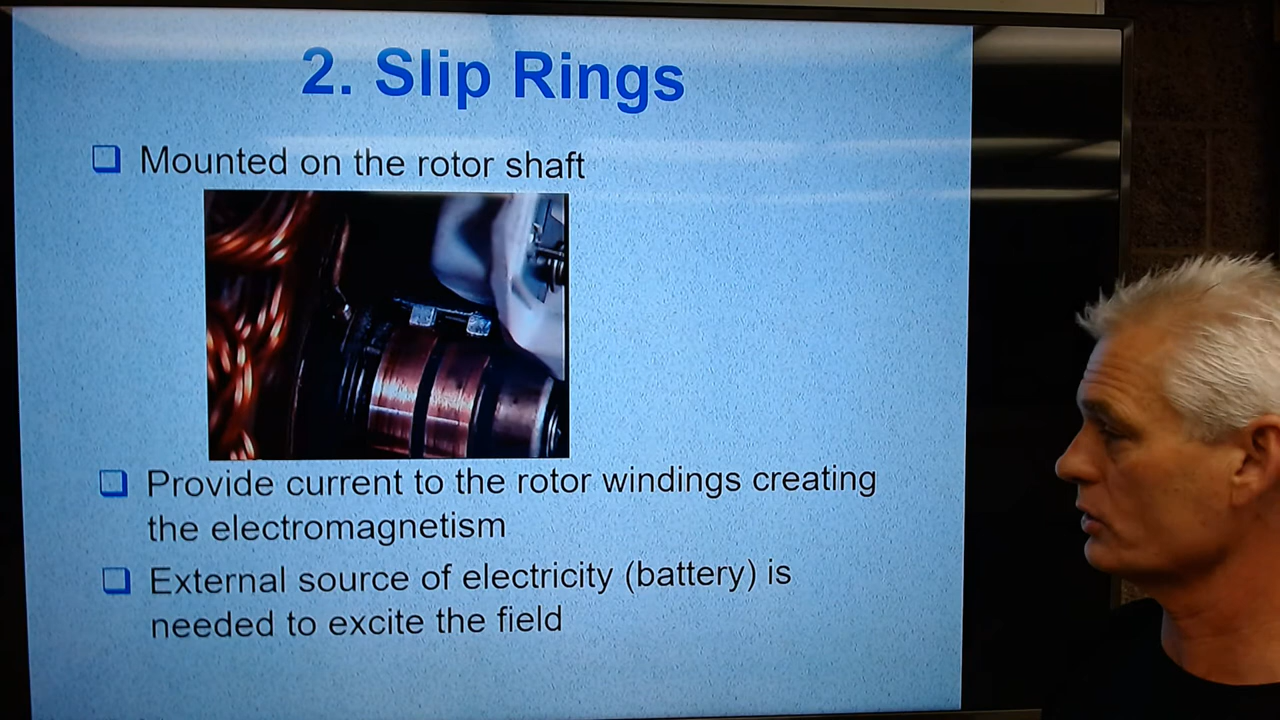 2. Slip Rings
Mounted on the rotor shaft
Provide current to the rotor windings creating
the electromagnetism
External source of electricity (battery) is
needed to excite the field